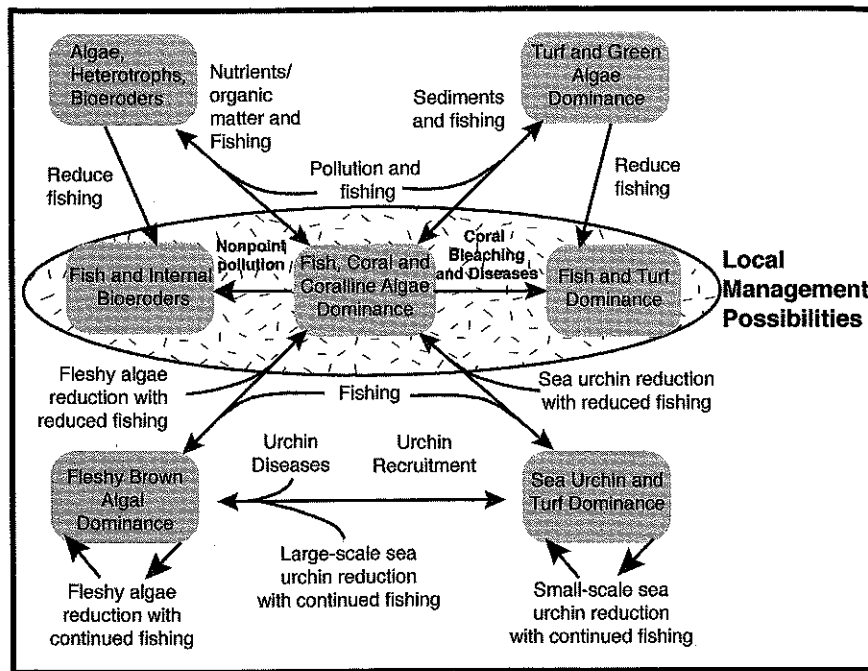 Algae,
Heterotrophs,
Bioeroders
Nutrients/
organic
matter and
Fishing
Sediments
and fishing
Turf and Green
Algae
Dominance
Reduce
fishing
Pollution and
fishing
Reduce
fishing
Fish and Internal
Bioeroders
Nonpoint
pollution
Fish, Coral and
Coralline Algae
Dominance
Coral
Bleaching
and Diseases
Fish and Turf
Dominance
Local
Management
Possibilities
Fleshy algae
reduction with
reduced fishing
Fishing
Sea urchin reduction
with reduced fishing
Fleshy Brown
Algal
Dominance
Urchin
Diseases
Urchin
Recruitment
Sea Urchin and
Turf Dominance
Large-scale sea
urchin reduction
with continued fishing
Fleshy algae
reduction with
continued fishing
Small-scale sea
urchin reduction
with continued fishing